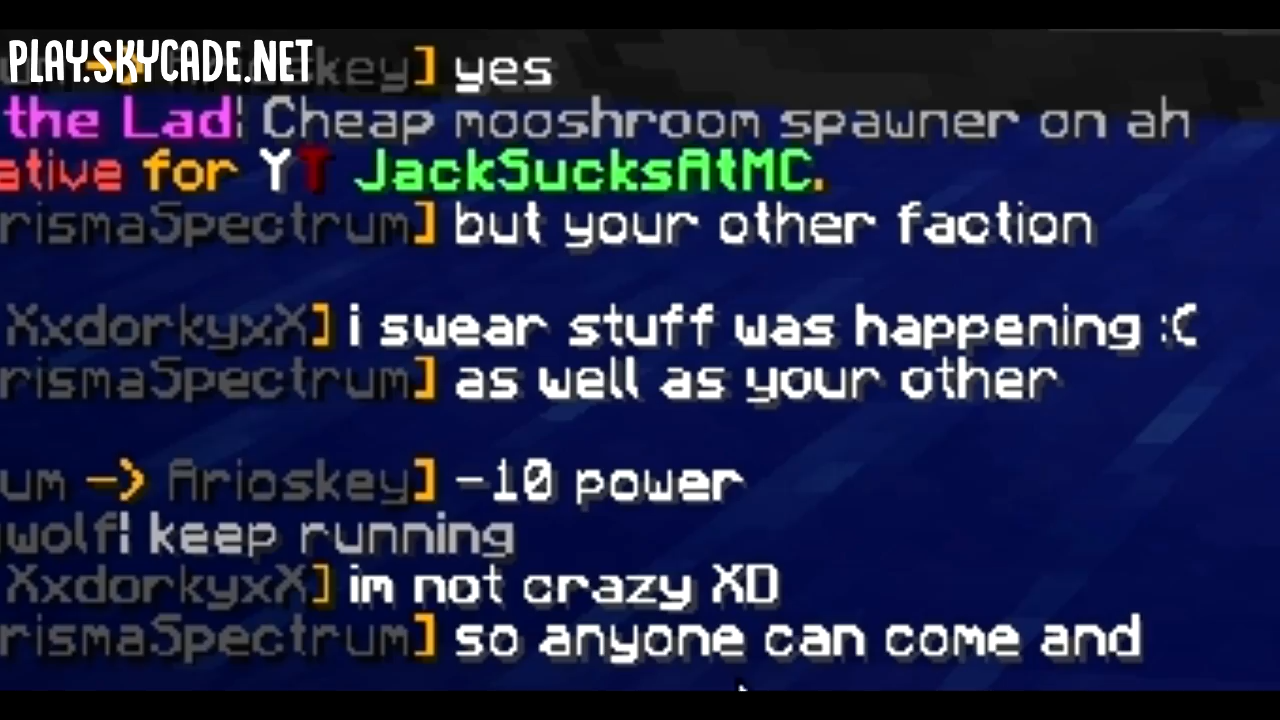 PLAY.SKYCADE.NET
key] yes
the Lad¦ Cheap mooshroom spawner on ah
ative for YT JackSucksAtMC.
rismaSpectrum] but your other faction
XxdorkyxX] i swear stuff was happening :C
rismaSpectrum] as well as your other
um -> Arioskey] -10 power
wolf¦ keep running
XxdorkyxX] im not crazy XD
rismaSpectrum] so anyone can come and